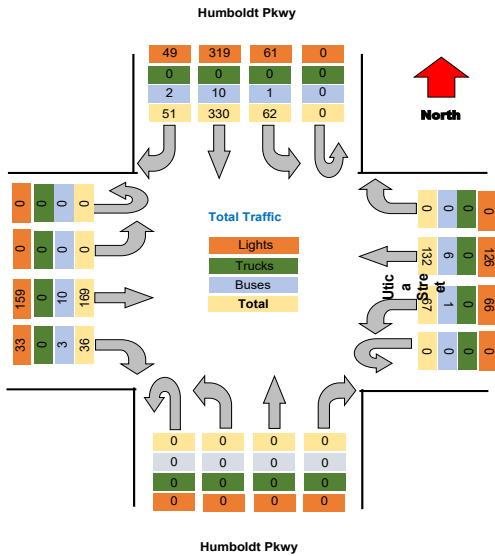 Humboldt Pkwy
49 319 61 0
0 0 0 0
2 10 1 0
51 330 62 0
North
0 0 0 0
0 0 0 0
159 0 10 169
33 0 3 36
Total Traffic
Lights
Trucks
Buses
Total
0 0 0 0
132 6 0 126
67 1 0 66
0 0 0 0
Utic
a
Stre
et
0 0 0 0
0 0 0 0
0 0 0 0
0 0 0 0
Humboldt Pkwy